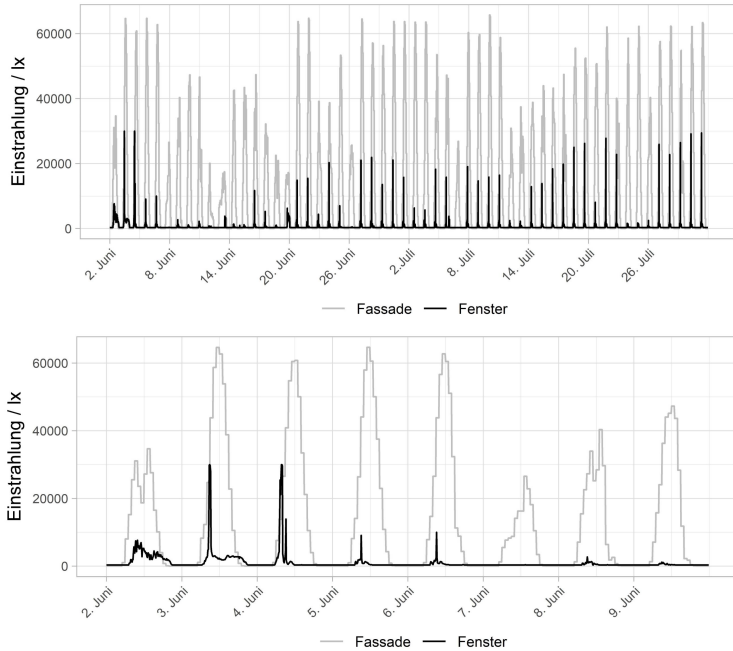 Einstrahlung / lx
60000
40000
20000
0
2. Juni
8. Juni
14. Juni
20. Juni
26. Juni
2. Juli
8. Juli
14. Juli
20. Juli
26. Juli
Fassade Fenster
Einstrahlung / lx
60000
40000
20000
0
2. Juni
3. Juni
4. Juni
5. Juni
6. Juni
7. Juni
8. Juni
9. Juni
Fassade Fenster